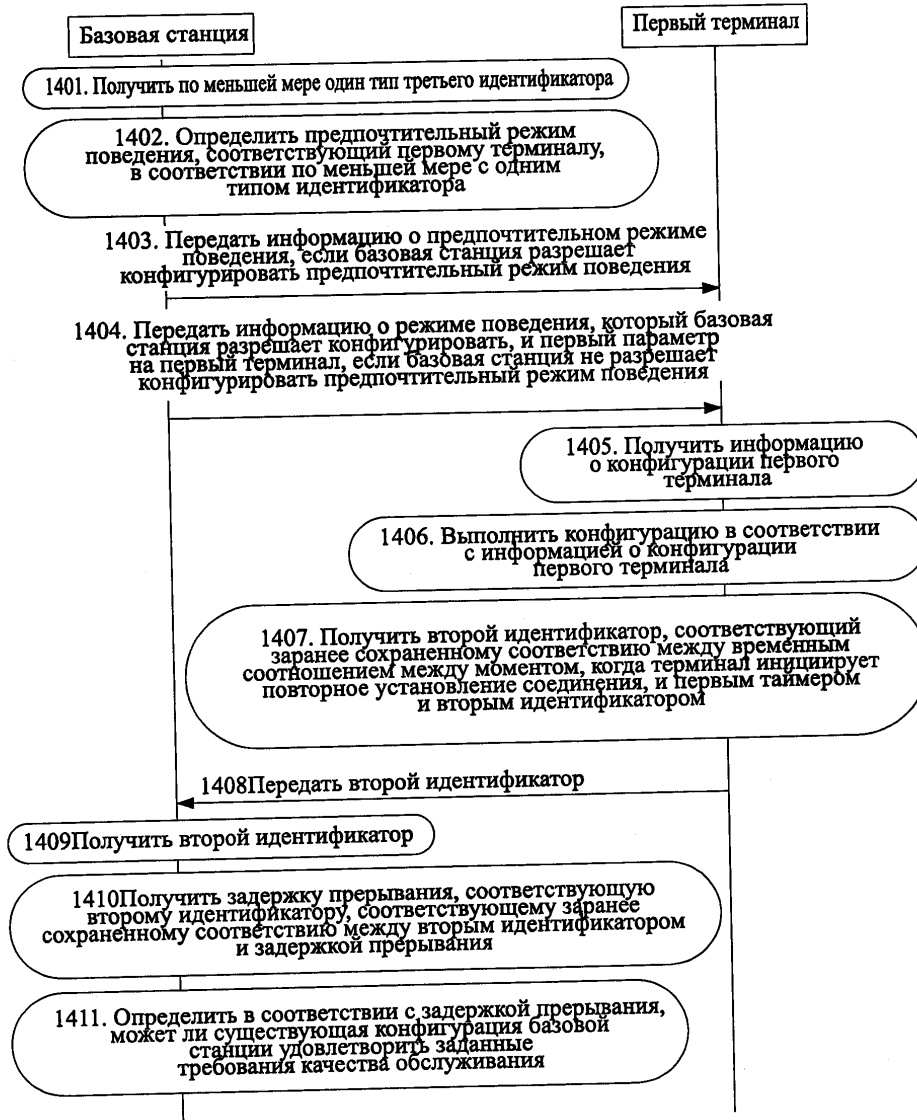 Базовая станция
Первый терминал
1401. Получить по меньшей мере один тип третьего идентификатора
1402. Определить предпочтительный режим
поведения, соответствующий первому терминалу,
в соответствии по меньшей мере с одним
типом идентификатора
1403. Передать информацию о предпочтительном режиме
поведения, если базовая станция разрешает
конфигурировать предпочтительный режим поведения
1404. Передать информацию о режиме поведения, который базовая
станция разрешает конфигурировать, и первый параметр
на первый терминал, если базовая станция не разрешает
конфигурировать предпочтительный режим поведения
1405. Получить информацию
о конфигурации первого
терминала
1406. Выполнить конфигурацию в соответствии
с информацией о конфигурации
первого терминала
1407. Получить второй идентификатор, соответствующий
заранее сохраненному соответствию между временным
соотношением между моментом, когда терминал инициирует
повторное установление соединения, и первым таймером
и вторым идентификатором
1408Передать второй идентификатор
1409Получить второй идентификатор
1410Получить задержку прерывания, соответствующую
второму идентификатору, соответствующему заранее
сохраненному соответствию между вторым идентификатором
и задержкой прерывания
1411. Определить в соответствии с задержкой прерывания,
может ли существующая конфигурация базовой
станции удовлетворить заданные
требования качества обслуживания